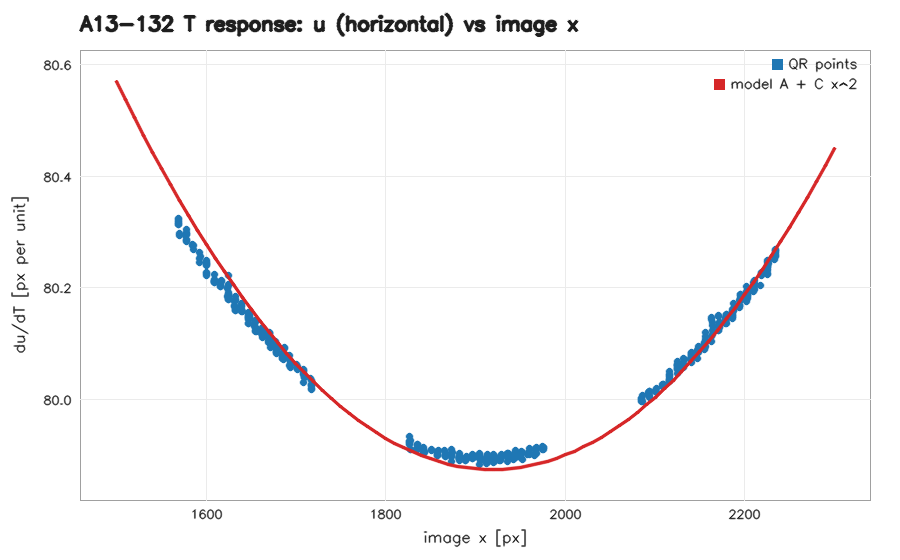 A13-132 T response: u (horizontal) vs image x
QR points
model A + C x^2
80.6
80.4
80.2
80.0
du/dT [px per unit]
1600
1800
2000
2200
image x [px]